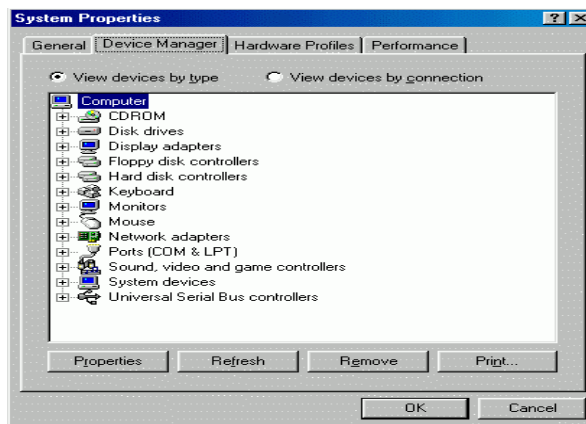 System Properties
General Device Manager Hardware Profiles Performance
View devices by type View devices by connection
Computer
CDROM
Disk drives
Display adapters
Floppy disk controllers
Hard disk controllers
Keyboard
Monitors
Mouse
Network adapters
Ports (COM & LPT)
Sound, video and game controllers
System devices
Universal Serial Bus controllers
Properties Refresh Remove Print...
OK Cancel